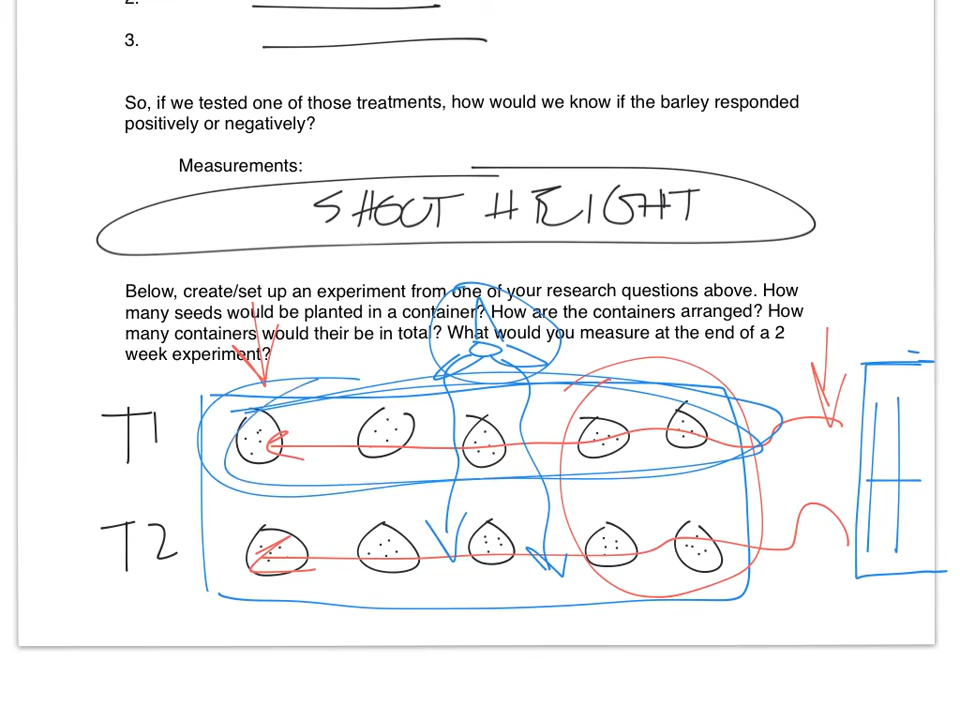 2.
3.
So, if we tested one of those treatments, how would we know if the barley responded
positively or negatively?
Measurements:
SHOOT HEIGHT
Below, create/set up an experiment from one of your research questions above. How
many seeds would be planted in a container? How are the containers arranged? How
many containers would their be in total? What would you measure at the end of a 2
week experiment?
T1
T2